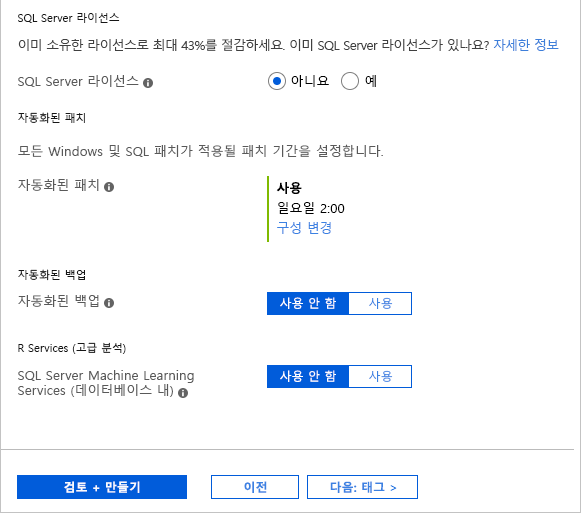 SQL Server 라이선스
이미 소유한 라이선스로 최대 43%를 절감하세요. 이미 SQL Server 라이선스가 있나요? 자세한 정보
SQL Server 라이선스 아니요 예
자동화된 패치
모든 Windows 및 SQL 패치가 적용될 패치 기간을 설정합니다.
자동화된 패치 사용
일요일 2:00
구성 변경
자동화된 백업
자동화된 백업 사용 안 함 사용
R Services (고급 분석)
SQL Server Machine Learning
Services (데이터베이스 내) 사용 안 함 사용
검토 + 만들기 이전 다음: 태그 >